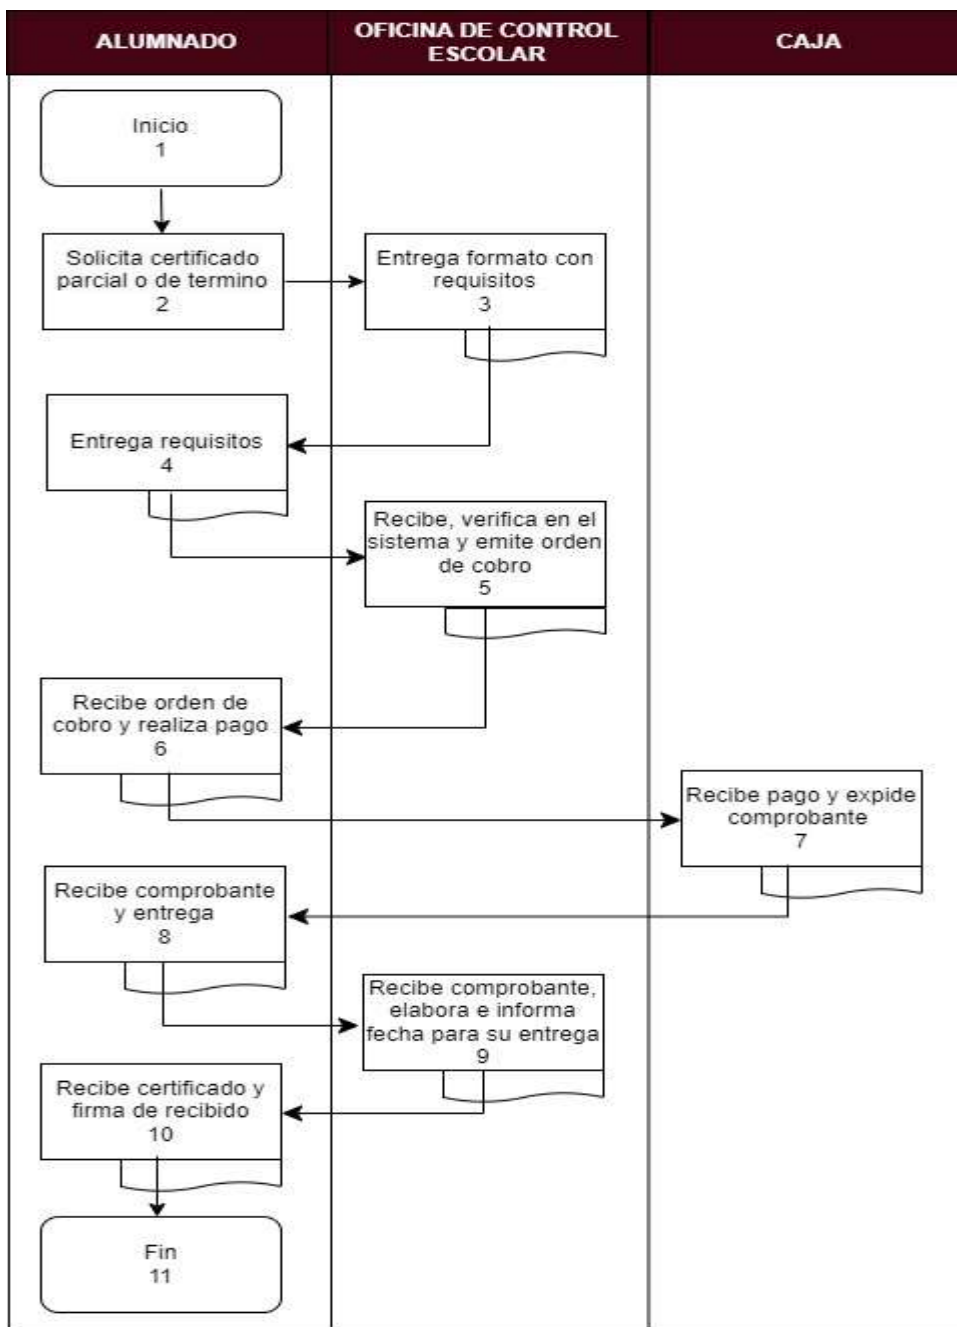 ALUMNADO
OFICINA DE CONTROL
ESCOLAR
CAJA
Inicio
1
Solicita certificado
parcial o de termino
2
Entrega formato con
requisitos
3
Entrega requisitos
4
Recibe, verifica en el
sistema y emite orden
de cobro
5
Recibe orden de
cobro y realiza pago
6
Recibe pago y expide
comprobante
7
Recibe comprobante
y entrega
8
Recibe comprobante,
elabora e informa
fecha para su entrega
9
Recibe certificado y
firma de recibido
10
Fin
11